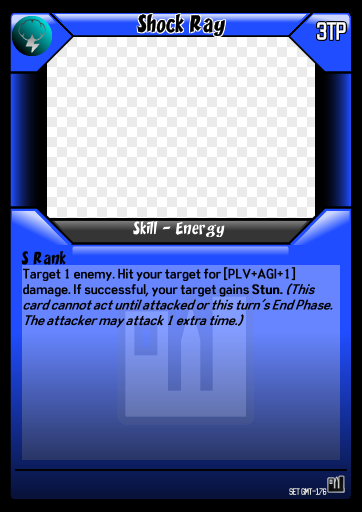 Shock Ray
3TP
Skill - Energy
S Rank
Target 1 enemy. Hit your target for [PLV+AGI+1]
damage. If successful, your target gains Stun. (This
card cannot act until attacked or this turn's End Phase.
The attacker may attack 1 extra time.)
SET GMT-176